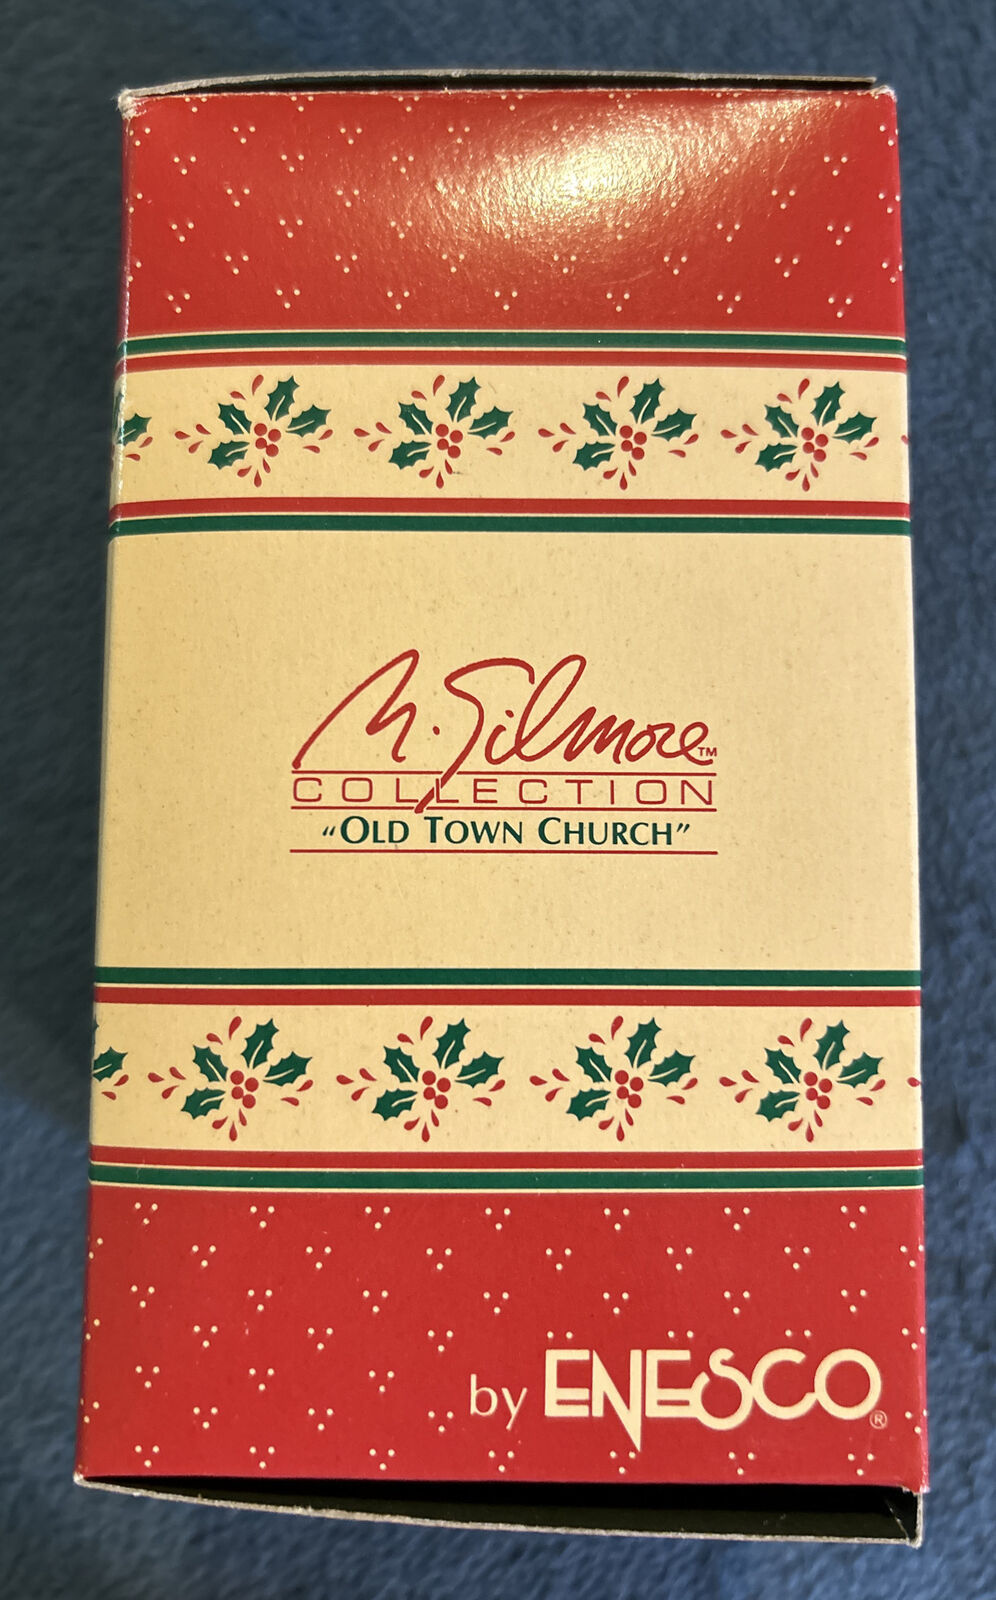 M. Gilmore™
COLLECTION
“OLD TOWN CHURCH”
by ENESCO®